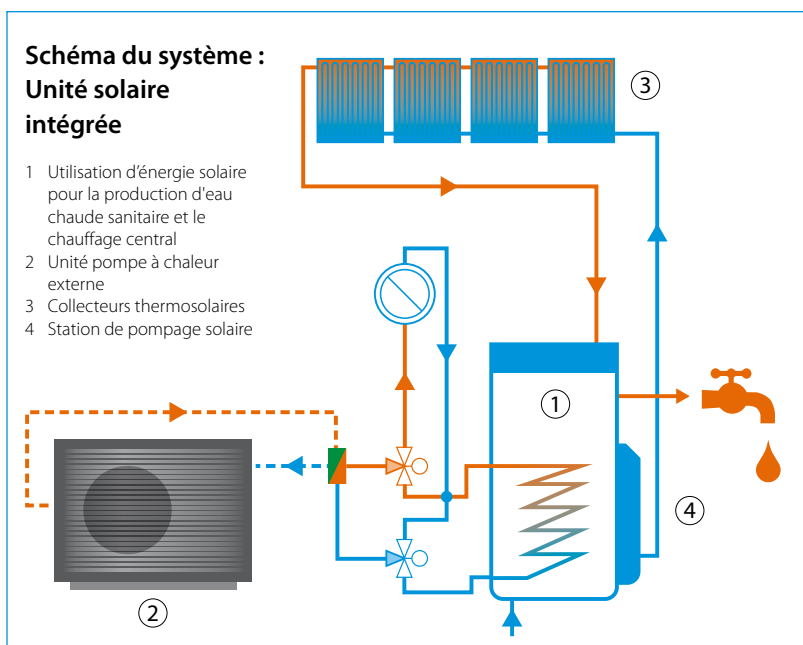 Schéma du système :
Unité solaire
intégrée
1 Utilisation d’énergie solaire
pour la production d'eau
chaude sanitaire et le
chauffage central
2 Unité pompe à chaleur
externe
3 Collecteurs thermosolaires
4 Station de pompage solaire
3
1
4
2